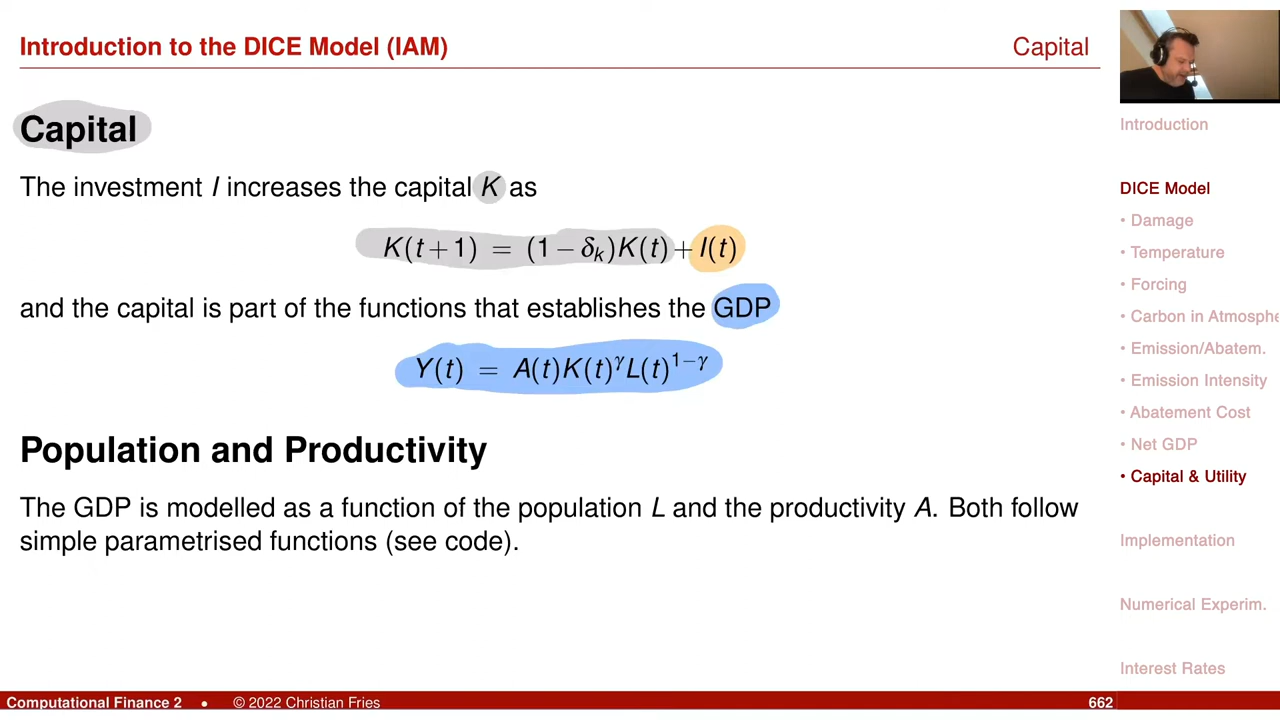 Introduction to the DICE Model (IAM)
Capital
Capital
The investment I increases the capital K as
K(t+1) = (1−δₖ)K(t)+I(t)
and the capital is part of the functions that establishes the GDP
Y(t) = A(t)K(t)^γ L(t)^{1−γ}
Population and Productivity
The GDP is modelled as a function of the population L and the productivity A. Both follow
simple parametrised functions (see code).
Introduction
DICE Model
• Damage
• Temperature
• Forcing
• Carbon in Atmosphe
• Emission/Abatem.
• Emission Intensity
• Abatement Cost
• Net GDP
• Capital & Utility
Implementation
Numerical Experim.
Interest Rates
Computational Finance 2 • © 2022 Christian Fries
662